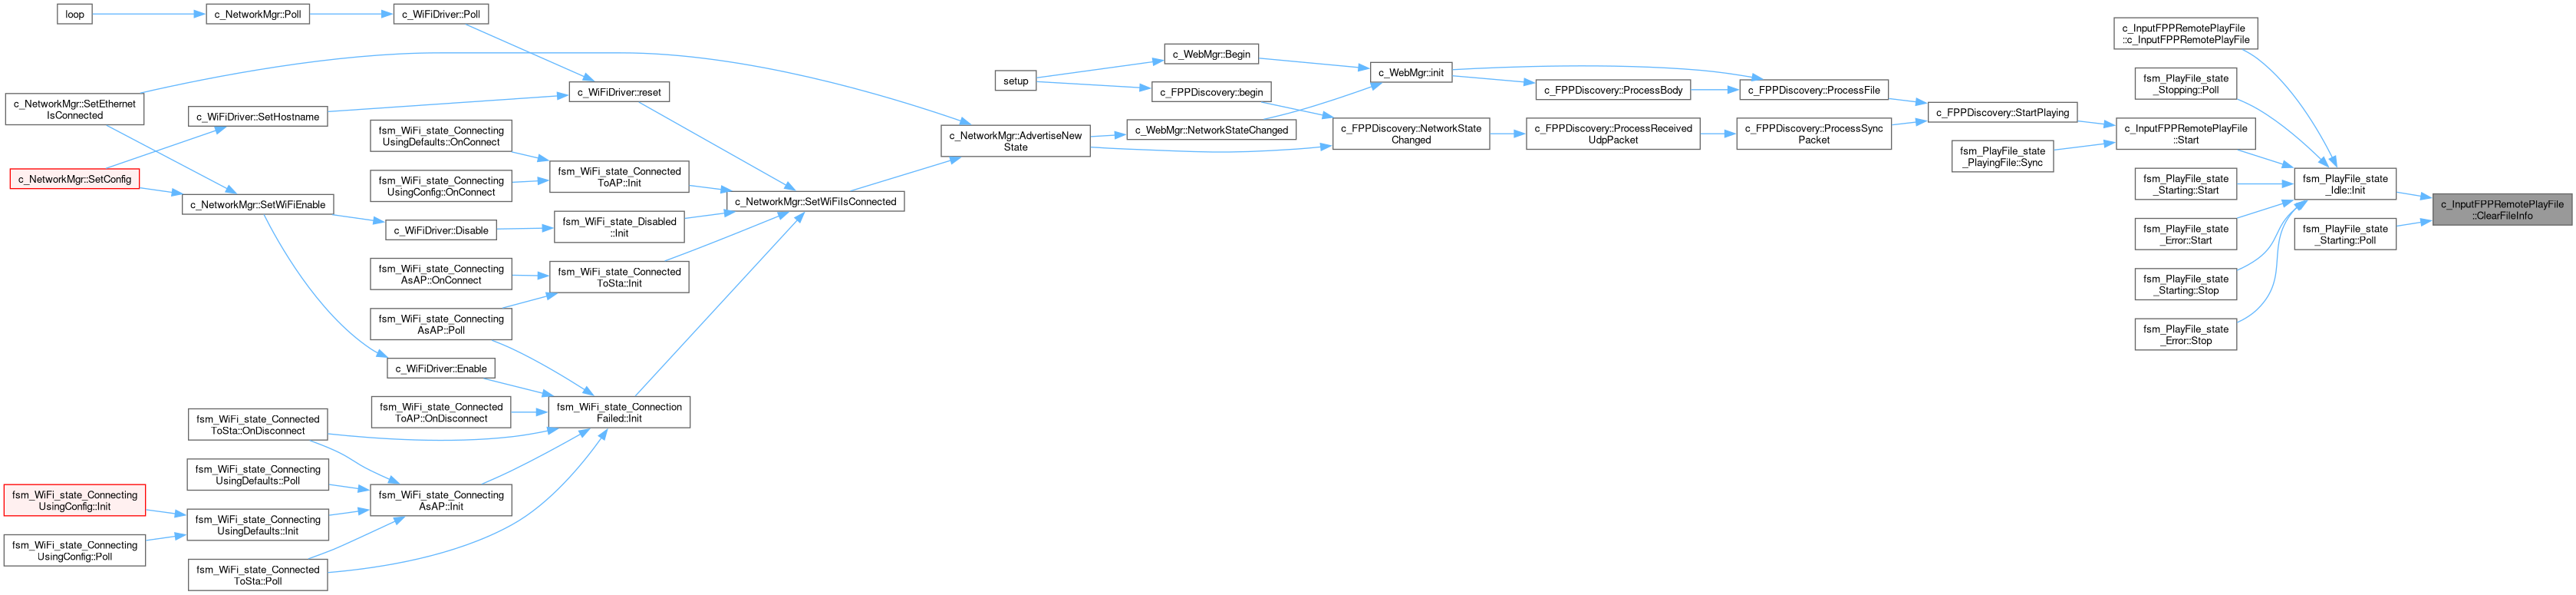 loop
c_NetworkMgr::Poll
c_WiFiDriver::Poll
c_NetworkMgr::SetEthernet
IsConnected
c_WiFiDriver::SetHostname
c_NetworkMgr::SetConfig
c_NetworkMgr::SetWiFiEnable
c_WiFiDriver::reset
fsm_WiFi_state_Connecting
UsingDefaults::OnConnect
fsm_WiFi_state_Connecting
UsingConfig::OnConnect
fsm_WiFi_state_Connected
ToAP::Init
c_WiFiDriver::Disable
fsm_WiFi_state_Disabled
::Init
fsm_WiFi_state_Connecting
AsAP::OnConnect
fsm_WiFi_state_Connected
ToSta::Init
fsm_WiFi_state_Connecting
AsAP::Poll
c_WiFiDriver::Enable
fsm_WiFi_state_Connected
ToAP::OnDisconnect
fsm_WiFi_state_Connection
Failed::Init
fsm_WiFi_state_Connected
ToSta::OnDisconnect
fsm_WiFi_state_Connecting
UsingDefaults::Poll
fsm_WiFi_state_Connecting
AsAP::Init
fsm_WiFi_state_Connecting
UsingConfig::Init
fsm_WiFi_state_Connecting
UsingDefaults::Init
fsm_WiFi_state_Connecting
UsingConfig::Poll
fsm_WiFi_state_Connected
ToSta::Poll
c_NetworkMgr::SetWiFiIsConnected
c_NetworkMgr::AdvertiseNew
State
setup
c_WebMgr::Begin
c_FPPDiscovery::begin
c_WebMgr::NetworkStateChanged
c_WebMgr::init
c_FPPDiscovery::NetworkState
Changed
c_FPPDiscovery::ProcessBody
c_FPPDiscovery::ProcessReceived
UdpPacket
c_FPPDiscovery::ProcessFile
c_FPPDiscovery::ProcessSync
Packet
c_FPPDiscovery::StartPlaying
fsm_PlayFile_state
_PlayingFile::Sync
c_InputFPPRemotePlayFile
::c_InputFPPRemotePlayFile
fsm_PlayFile_state
_Stopping::Poll
c_InputFPPRemotePlayFile
::Start
fsm_PlayFile_state
_Starting::Start
fsm_PlayFile_state
_Error::Start
fsm_PlayFile_state
_Starting::Stop
fsm_PlayFile_state
_Error::Stop
fsm_PlayFile_state
_Idle::Init
fsm_PlayFile_state
_Starting::Poll
c_InputFPPRemotePlayFile
::ClearFileInfo